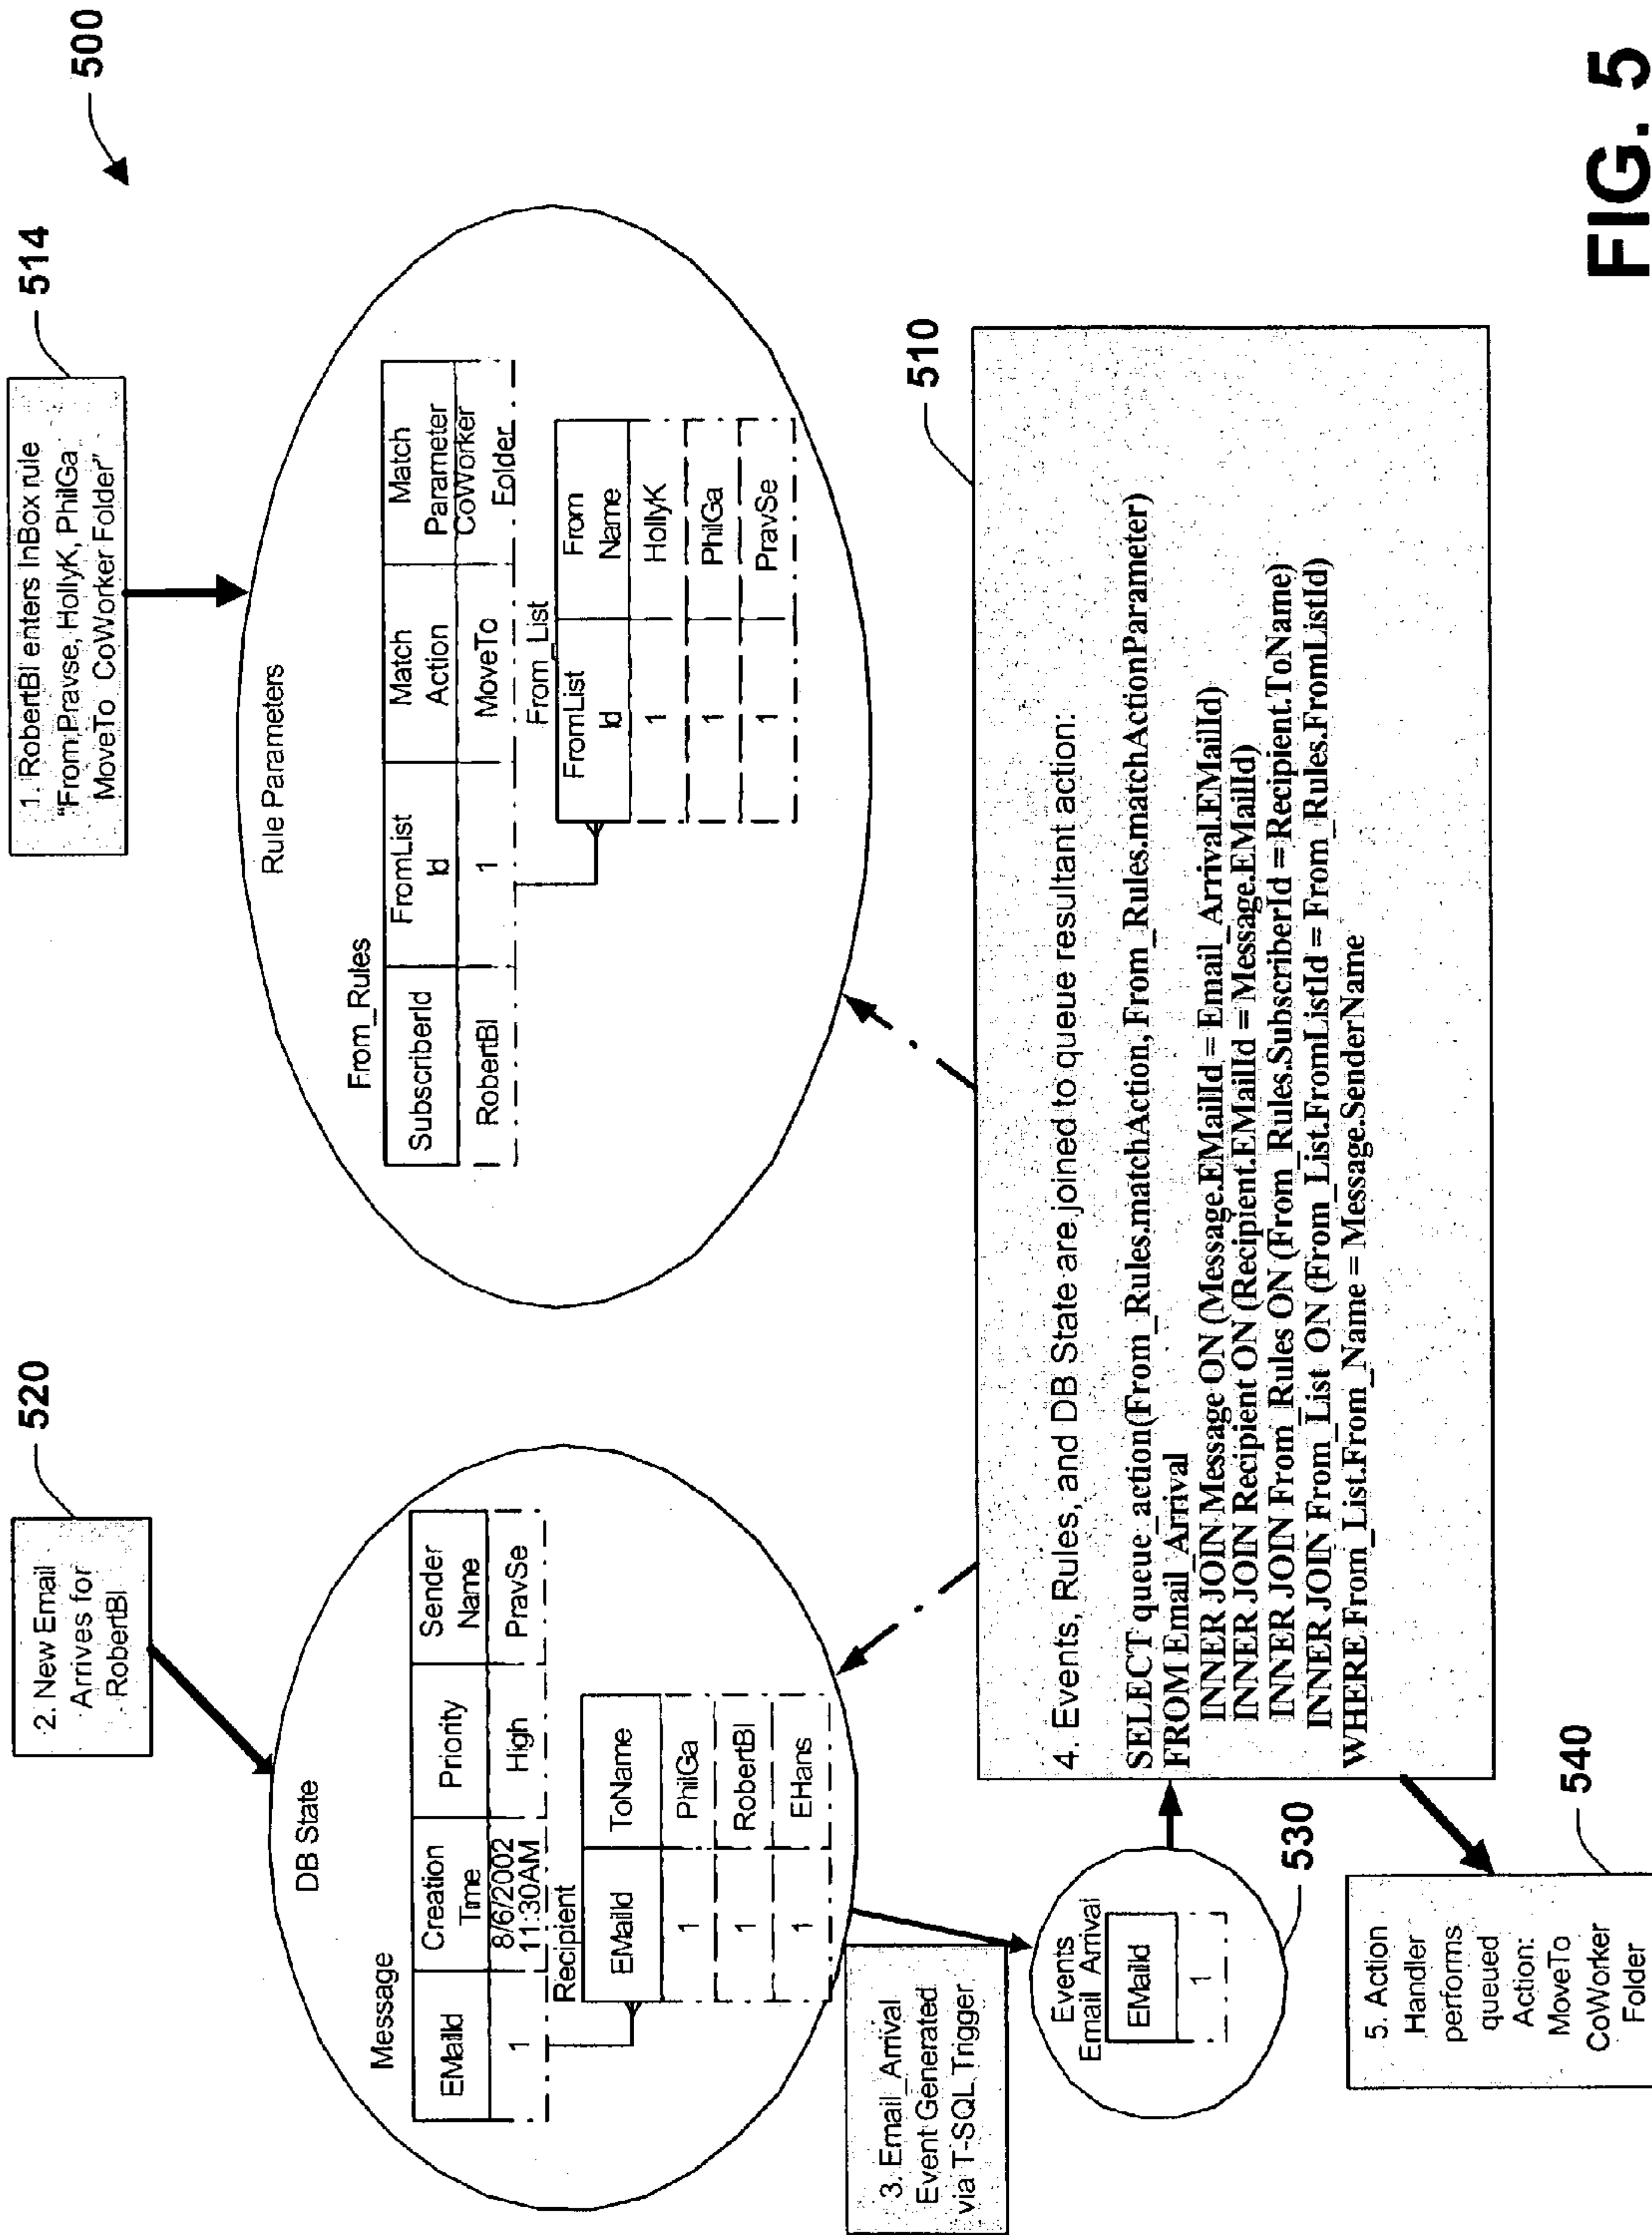 500
514
1. RobertBl enters InBox rule
“From Pravse, HollyK, PhilGa
MoveTo CoWorker Folder”
Rule Parameters
From_Rules
SubscriberId FromList Id Match Action Match Parameter
RobertBl 1 MoveTo CoWorker Folder
From_List
FromList Id From Name
1 HollyK
1 PhilGa
1 PravSe
520
2. New Email
Arrives for
RobertBl
DB State
Message
EMailId Creation Time Priority Sender Name
1 8/6/2002 11:30AM High PravSe
Recipient
EMailId ToName
1 PhilGa
1 RobertBl
1 EHans
3. Email_Arrival
Event Generated
via T-SQL Trigger
Events
Email_Arrival
EMailId
1
530
510
4. Events, Rules, and DB State are joined to queue resultant action:
SELECT queue_action(From_Rules.matchAction, From_Rules.matchActionParameter)
FROM Email_Arrival
INNER JOIN Message ON (Message.EMailId = Email_Arrival.EMailId)
INNER JOIN Recipient ON (Recipient.EMailId = Message.EMailId)
INNER JOIN From_Rules ON (From_Rules.SubscriberId = Recipient.ToName)
INNER JOIN From_List ON (From_List.FromListId = From_Rules.FromListId)
WHERE From_List.From_Name = Message.SenderName
540
5. Action
Handler
performs
queued
Action:
MoveTo
CoWorker
Folder
FIG. 5